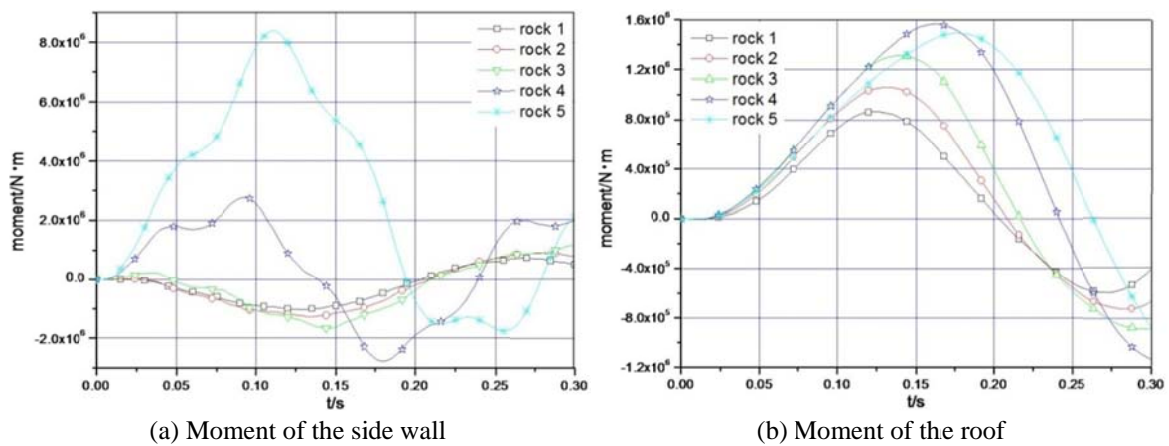 (a)
8.0x10⁶
6.0x10⁶
4.0x10⁶
2.0x10⁶
0.0
-2.0x10⁶
moment/N·m
rock 1
rock 2
rock 3
rock 4
rock 5
0.00 0.05 0.10 0.15 0.20 0.25 0.30
t/s
(a) Moment of the side wall
(b)
1.6x10⁶
1.2x10⁶
8.0x10⁵
4.0x10⁵
0.0
-4.0x10⁵
-8.0x10⁵
-1.2x10⁶
moment/N·m
rock 1
rock 2
rock 3
rock 4
rock 5
0.00 0.05 0.10 0.15 0.20 0.25 0.30
t/s
(b) Moment of the roof